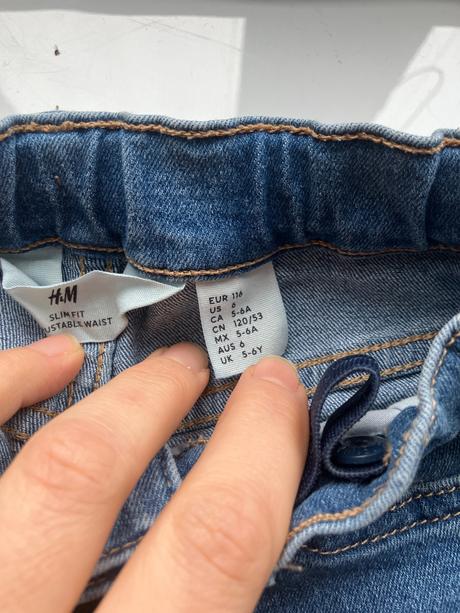 H&M
SLIM FIT
USTABLE WAIST
EUR 116
US 6
CA 5-6A
CN 120/53
MX 5-6A
AUS 6
UK 5-6Y